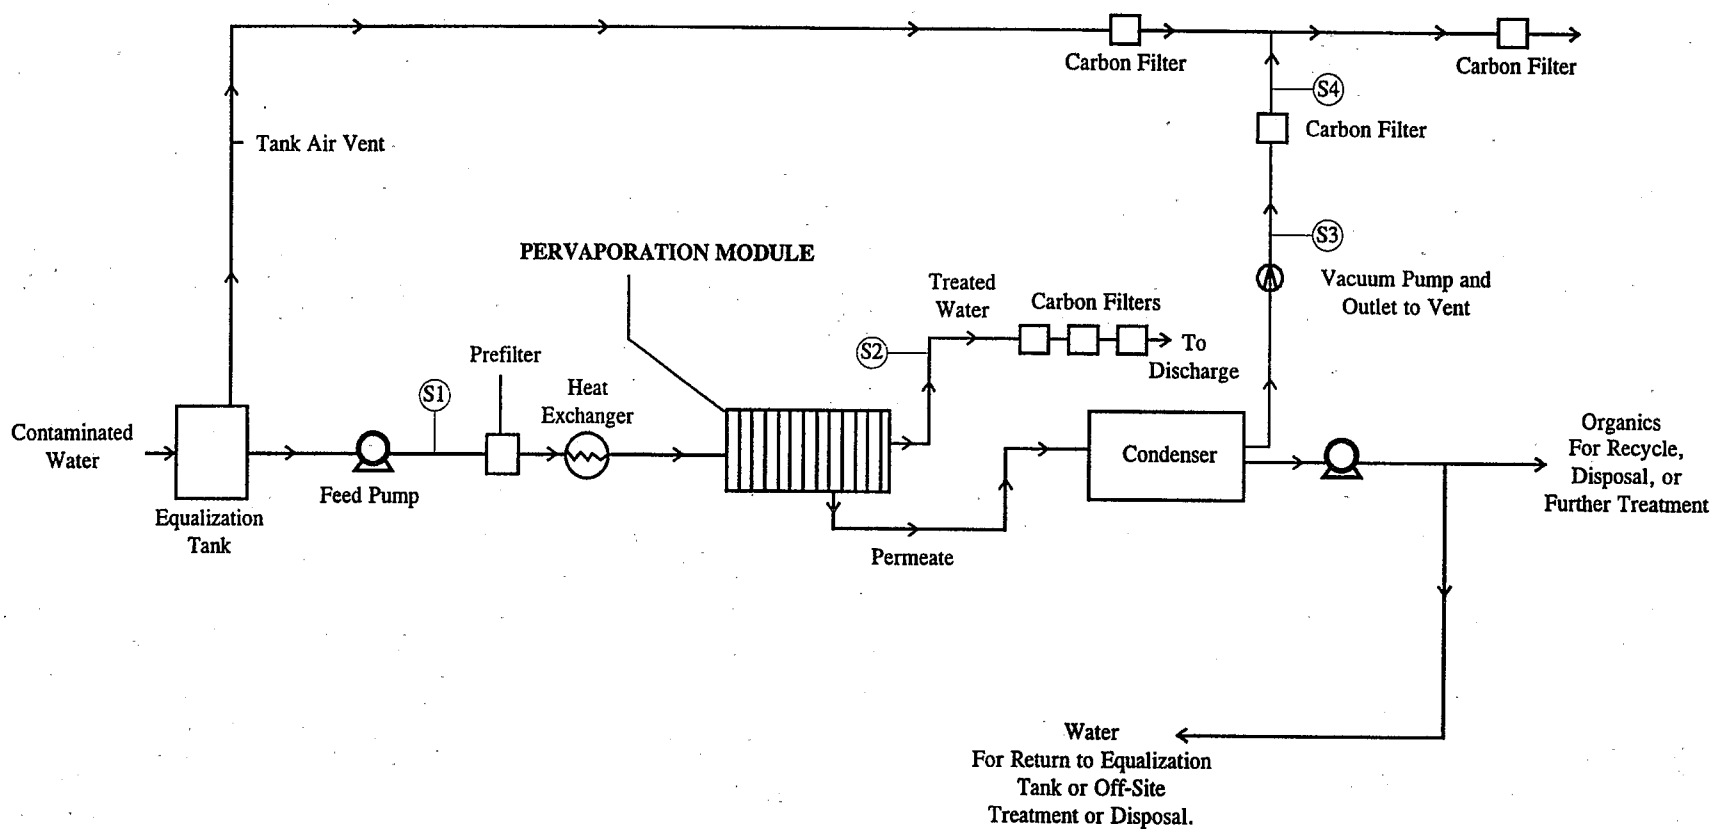 Carbon Filter
Carbon Filter
S4
Carbon Filter
Tank Air Vent
S3
PERVAPORATION MODULE
Vacuum Pump and
Outlet to Vent
Treated
Water
Carbon Filters
S2
To
Discharge
Prefilter
Heat
Exchanger
S1
Contaminated
Water
Feed Pump
Equalization
Tank
Condenser
Permeate
Organics
For Recycle,
Disposal, or
Further Treatment
Water
For Return to Equalization
Tank or Off-Site
Treatment or Disposal.